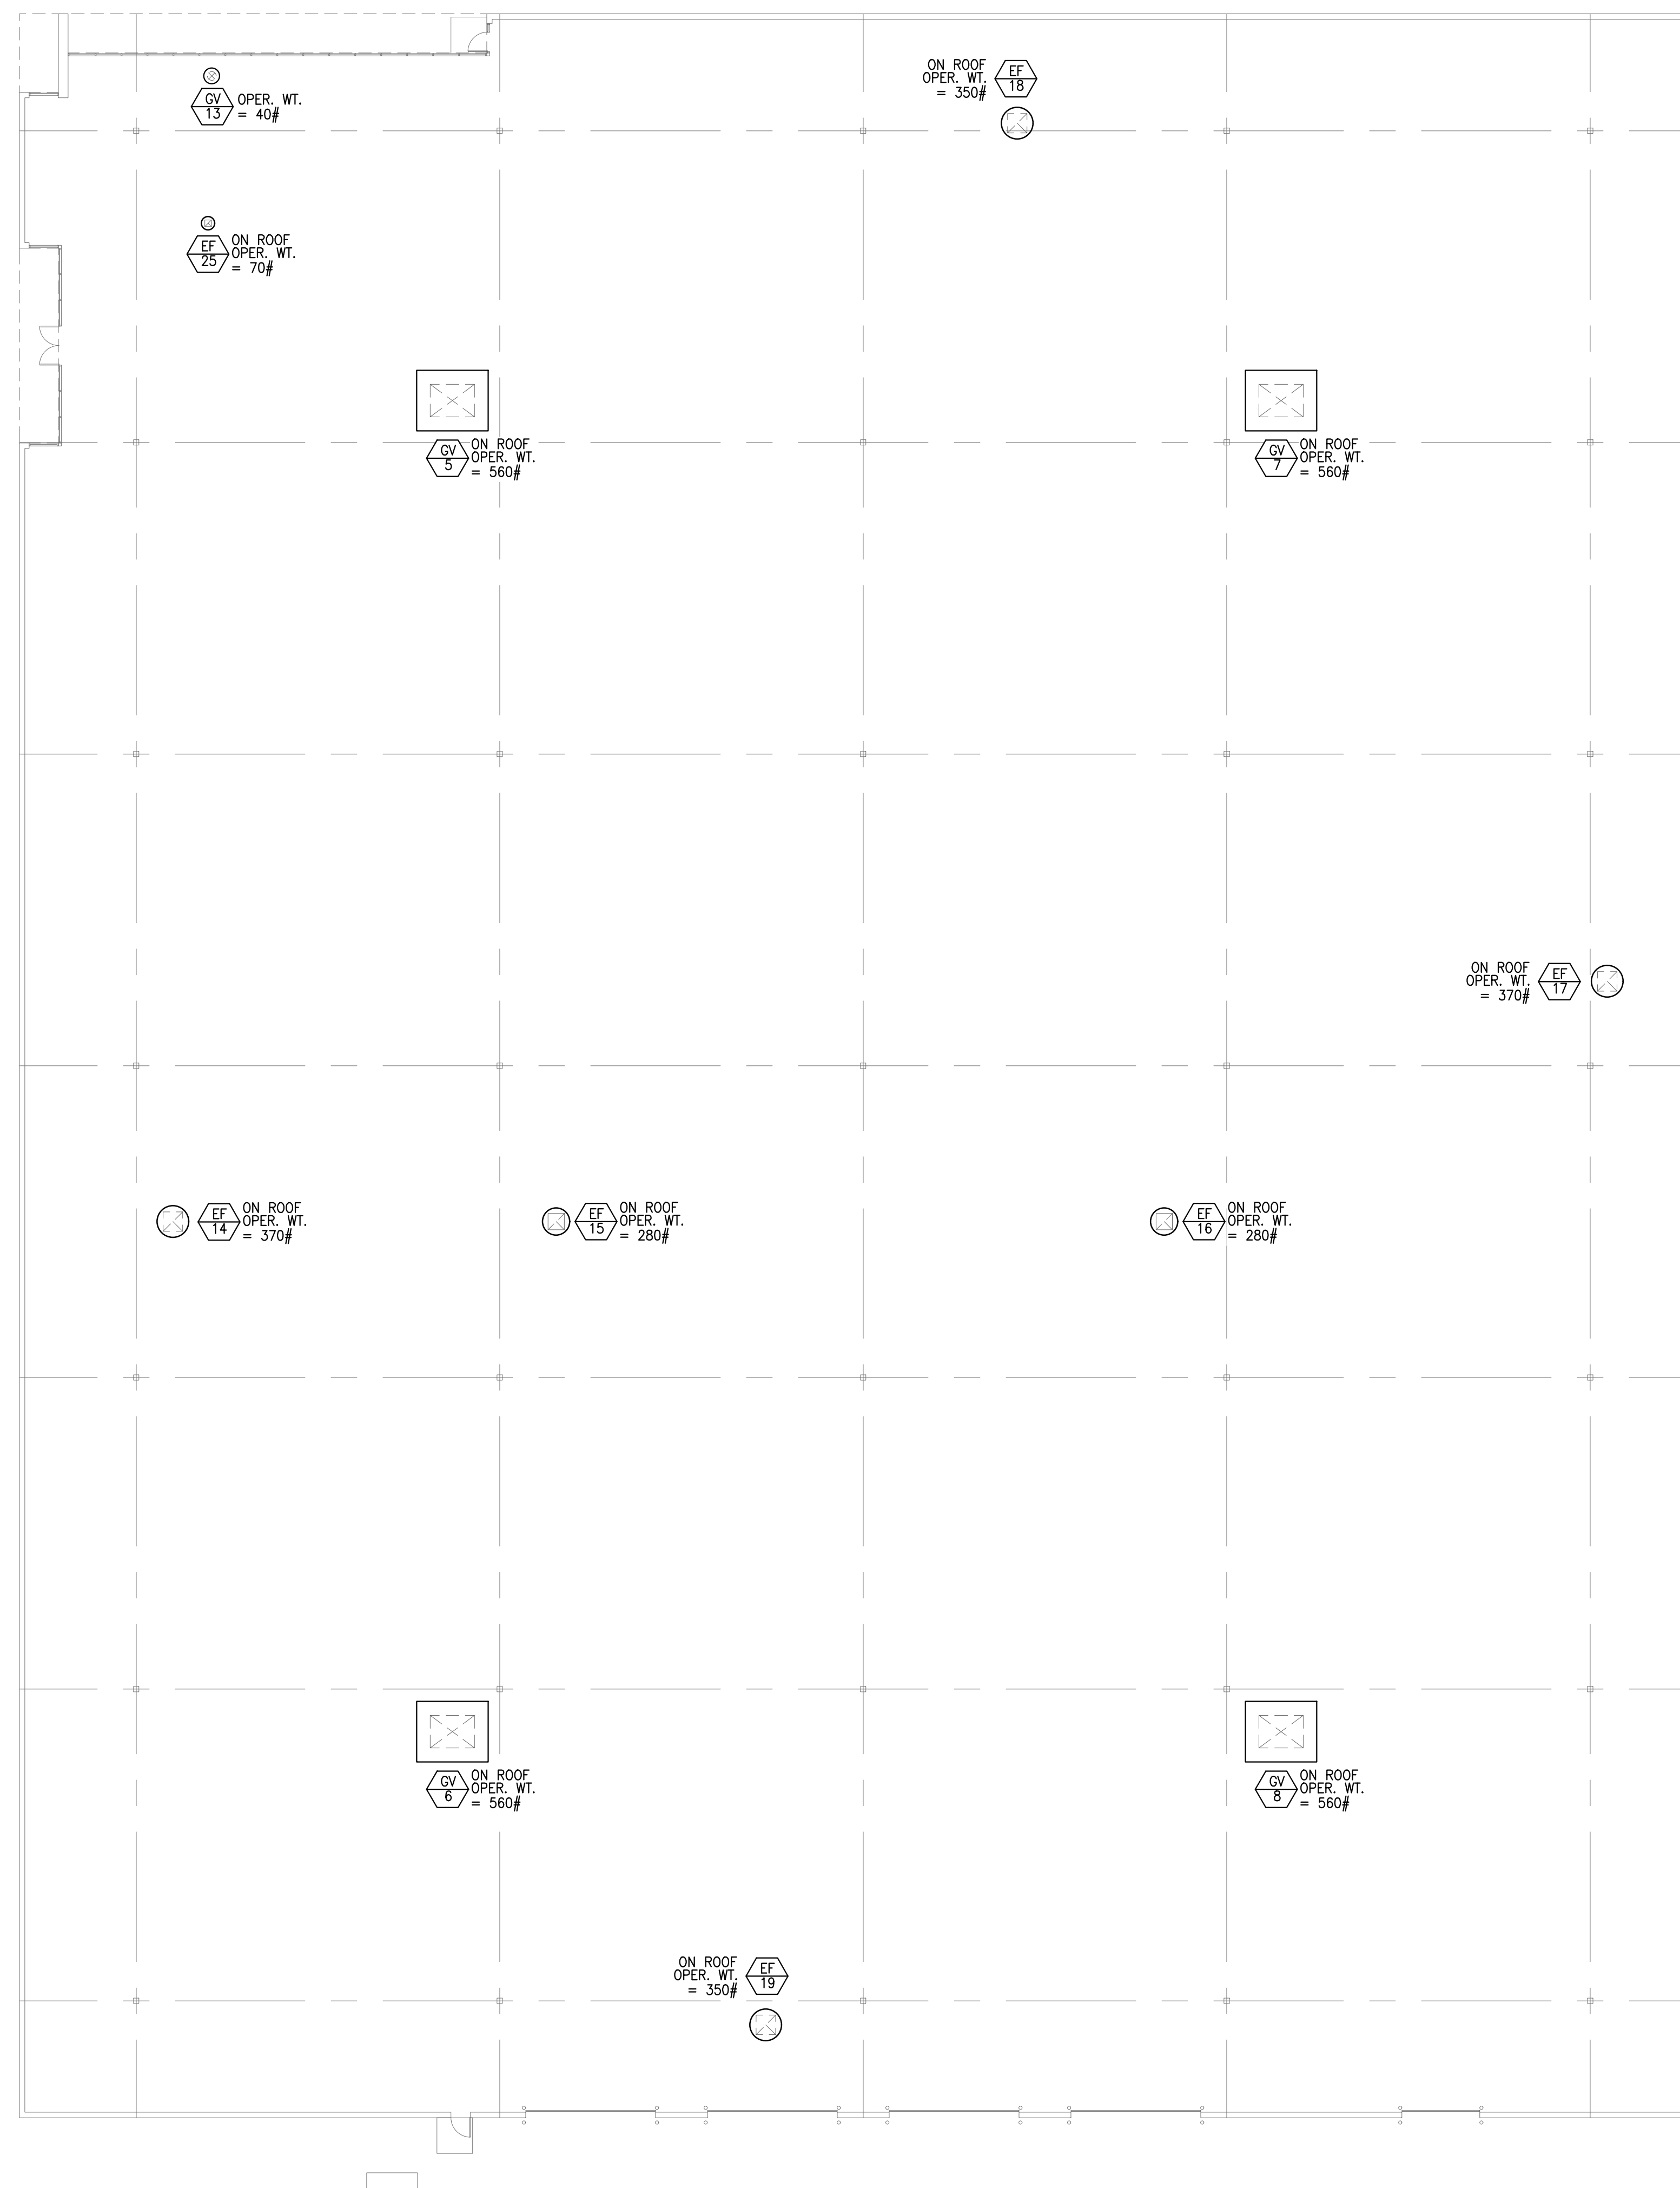 ON ROOF
OPER. WT.
= 350#
EF
18
GV
13
OPER. WT.
= 40#
EF
25
ON ROOF
OPER. WT.
= 70#
GV
5
ON ROOF
OPER. WT.
= 560#
GV
7
ON ROOF
OPER. WT.
= 560#
ON ROOF
OPER. WT.
= 370#
EF
17
EF
14
ON ROOF
OPER. WT.
= 370#
EF
15
ON ROOF
OPER. WT.
= 280#
EF
16
ON ROOF
OPER. WT.
= 280#
GV
6
ON ROOF
OPER. WT.
= 560#
GV
8
ON ROOF
OPER. WT.
= 560#
ON ROOF
OPER. WT.
= 350#
EF
19